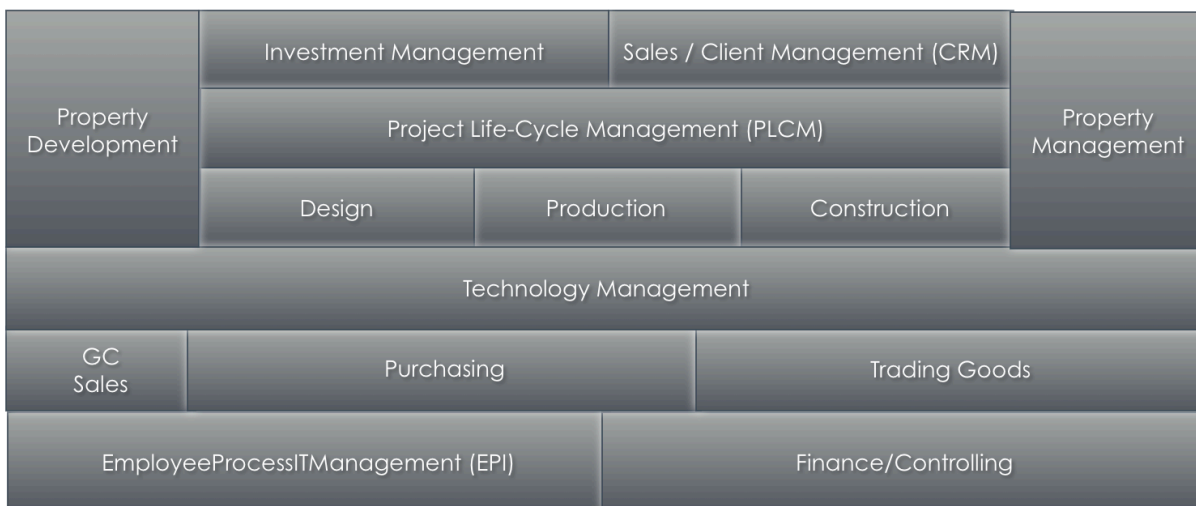 Investment Management
Sales / Client Management (CRM)
Property
Development
Project Life-Cycle Management (PLCM)
Property
Management
Design
Production
Construction
Technology Management
GC
Sales
Purchasing
Trading Goods
EmployeeProcessITManagement (EPI)
Finance/Controlling